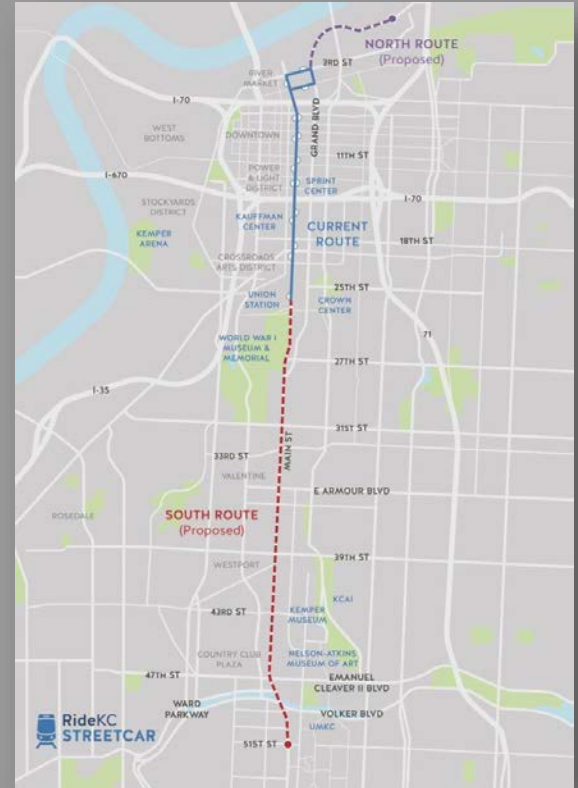 NORTH ROUTE
(Proposed)
3RD ST
RIVER
MARKET
I-70
GRAND BLVD
WEST
BOTTOMS
DOWNTOWN
11TH ST
POWER
& LIGHT
DISTRICT
I-670
SPRINT
CENTER
I-70
STOCKYARDS
DISTRICT
KAUFFMAN
CENTER
CURRENT
ROUTE
KEMPER
ARENA
18TH ST
CROSSROADS
ARTS DISTRICT
25TH ST
UNION
STATION
CROWN
CENTER
71
WORLD WAR I
MUSEUM &
MEMORIAL
27TH ST
I-35
31ST ST
MAIN ST
33RD ST
VALENTINE
E ARMOUR BLVD
ROSEDALE
SOUTH ROUTE
(Proposed)
39TH ST
WESTPORT
KCAI
43RD ST
KEMPER
MUSEUM
COUNTRY CLUB
PLAZA
NELSON-ATKINS
MUSEUM OF ART
47TH ST
EMANUEL
CLEAVER II BLVD
WARD
PARKWAY
VOLKER BLVD
RideKC
STREETCAR
UMKC
51ST ST